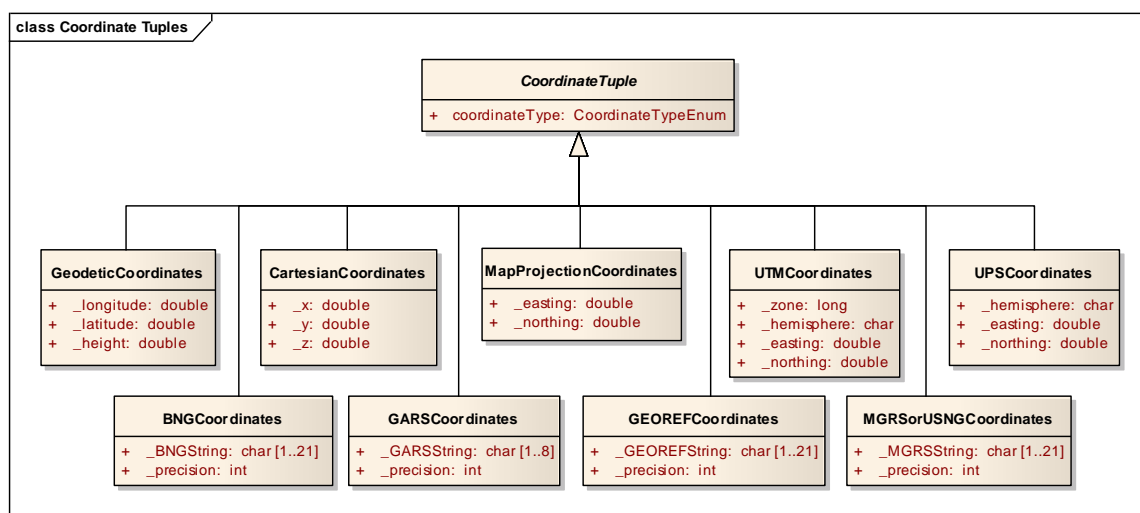 class Coordinate Tuples
CoordinateTuple
+ coordinateType: CoordinateTypeEnum
GeodeticCoordinates
+ _longitude: double
+ _latitude: double
+ _height: double
CartesianCoordinates
+ _x: double
+ _y: double
+ _z: double
MapProjectionCoordinates
+ _easting: double
+ _northing: double
UTMCoordinates
+ _zone: long
+ _hemisphere: char
+ _easting: double
+ _northing: double
UPSCoordinates
+ _hemisphere: char
+ _easting: double
+ _northing: double
BNGCoordinates
+ _BNGString: char [1..21]
+ _precision: int
GARSCoordinates
+ _GARSString: char [1..8]
+ _precision: int
GEOREFCoordinates
+ _GEOREFString: char [1..21]
+ _precision: int
MGRSorUSNGCoordinates
+ _MGRSString: char [1..21]
+ _precision: int